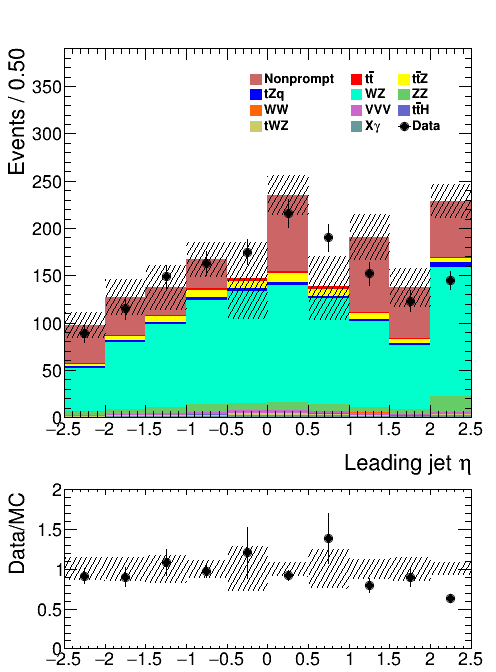 Events / 0.50
350
300
250
200
150
100
50
0
Nonprompt tt̄ tt̄Z
tZq WZ ZZ
WW VVV tt̄H
tWZ Xγ Data
−2.5 −2 −1.5 −1 −0.5 0 0.5 1 1.5 2 2.5
Leading jet η
Data/MC
2
1.5
1
0.5
0
−2.5 −2 −1.5 −1 −0.5 0 0.5 1 1.5 2 2.5